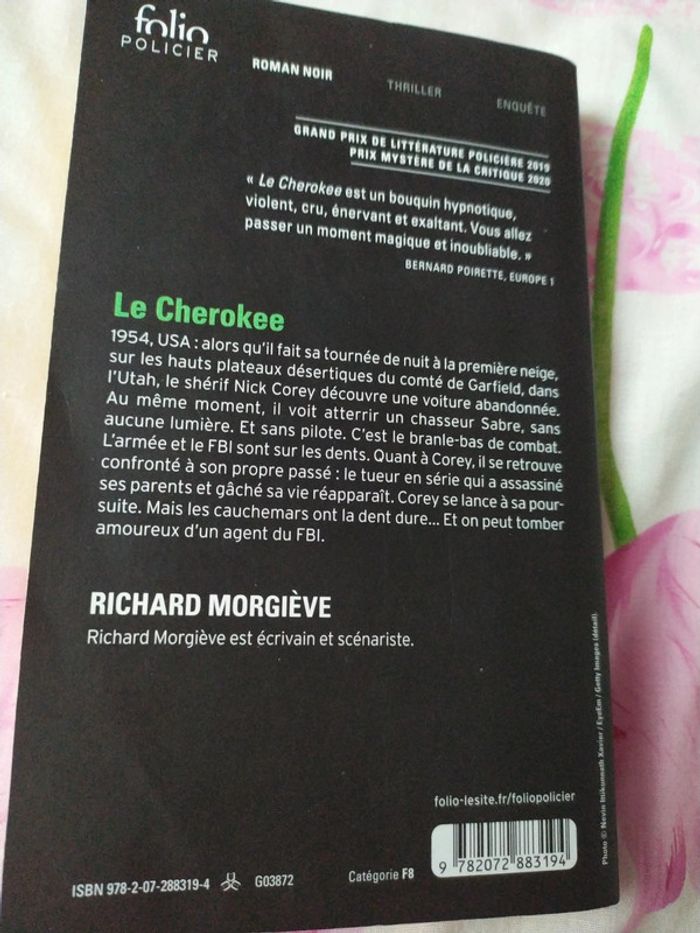 folio
POLICIER
ROMAN NOIR
THRILLER
ENQUÊTE
GRAND PRIX DE LITTÉRATURE POLICIÈRE 2019
PRIX MYSTÈRE DE LA CRITIQUE 2020
« Le Cherokee est un bouquin hypnotique,
violent, cru, énervant et exaltant. Vous allez
passer un moment magique et inoubliable. »
BERNARD POIRETTE, EUROPE 1
Le Cherokee
1954, USA : alors qu'il fait sa tournée de nuit à la première neige,
sur les hauts plateaux désertiques du comté de Garfield, dans
l'Utah, le shérif Nick Corey découvre une voiture abandonnée.
Au même moment, il voit atterrir un chasseur Sabre, sans
aucune lumière. Et sans pilote. C'est le branle-bas de combat.
L'armée et le FBI sont sur les dents. Quant à Corey, il se retrouve
confronté à son propre passé : le tueur en série qui a assassiné
ses parents et gâché sa vie réapparaît. Corey se lance à sa pour-
suite. Mais les cauchemars ont la dent dure... Et on peut tomber
amoureux d'un agent du FBI.
RICHARD MORGIÈVE
Richard Morgiève est écrivain et scénariste.
Photo © Nevin Itikunnath Xavier / EyeEm / Getty Images (détail).
folio-lesite.fr/foliopolicier
9 782072 883194
ISBN 978-2-07-288319-4
G03872
Catégorie F8